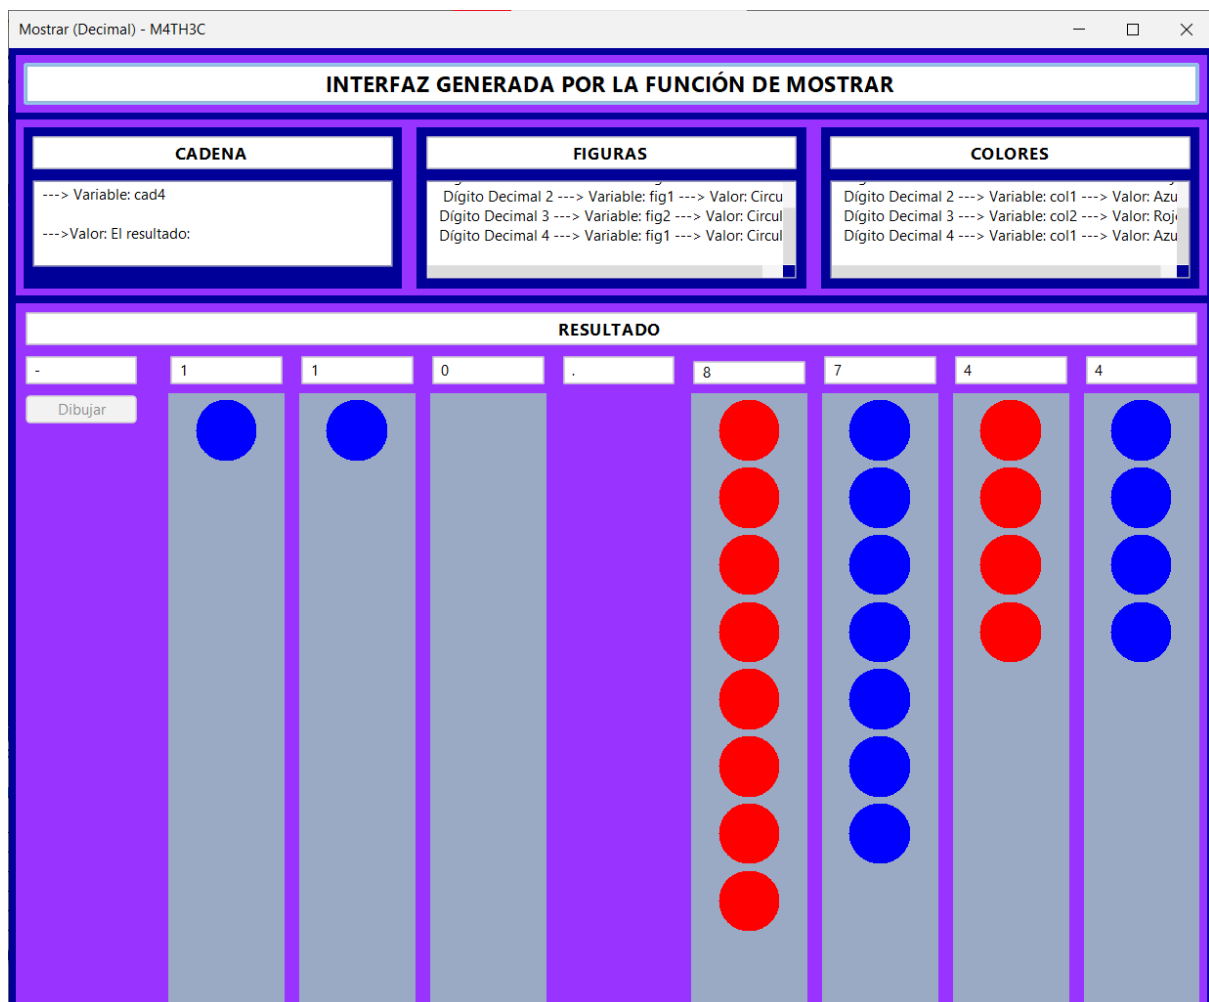 Mostrar (Decimal) - M4TH3C
INTERFAZ GENERADA POR LA FUNCIÓN DE MOSTRAR
CADENA
---> Variable: cad4
--->Valor: El resultado:
FIGURAS
Dígito Decimal 2 ---> Variable: fig1 ---> Valor: Circu
Dígito Decimal 3 ---> Variable: fig2 ---> Valor: Circul
Dígito Decimal 4 ---> Variable: fig1 ---> Valor: Circul
COLORES
Dígito Decimal 2 ---> Variable: col1 ---> Valor: Azu
Dígito Decimal 3 ---> Variable: col2 ---> Valor: Roj
Dígito Decimal 4 ---> Variable: col1 ---> Valor: Azu
RESULTADO
- 1 1 0 . 8 7 4 4
Dibujar